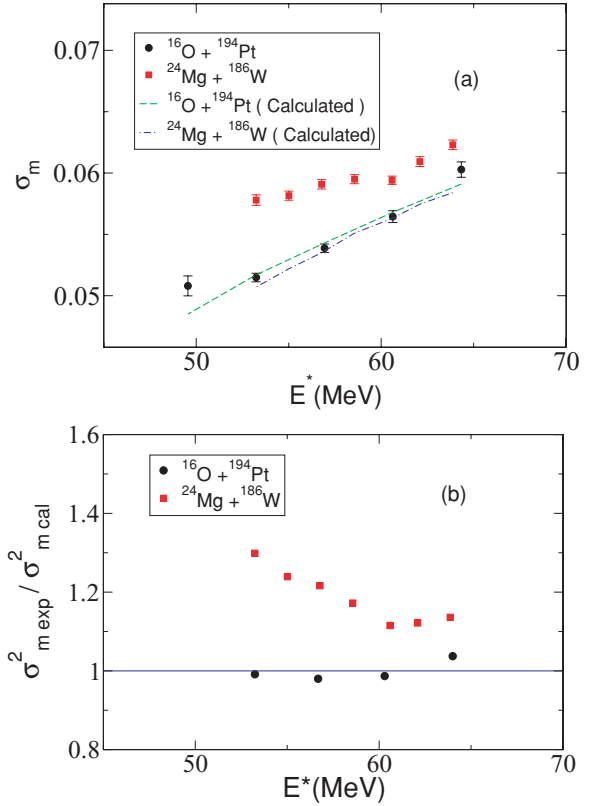 0.07
0.06
0.05
σm
16O + 194Pt
24Mg + 186W
16O + 194Pt ( Calculated )
24Mg + 186W ( Calculated)
(a)
50 60 70
E*(MeV)
1.6
1.4
1.2
1
0.8
σ2m exp / σ2m cal
16O + 194Pt
24Mg + 186W
(b)
50 60 70
E*(MeV)